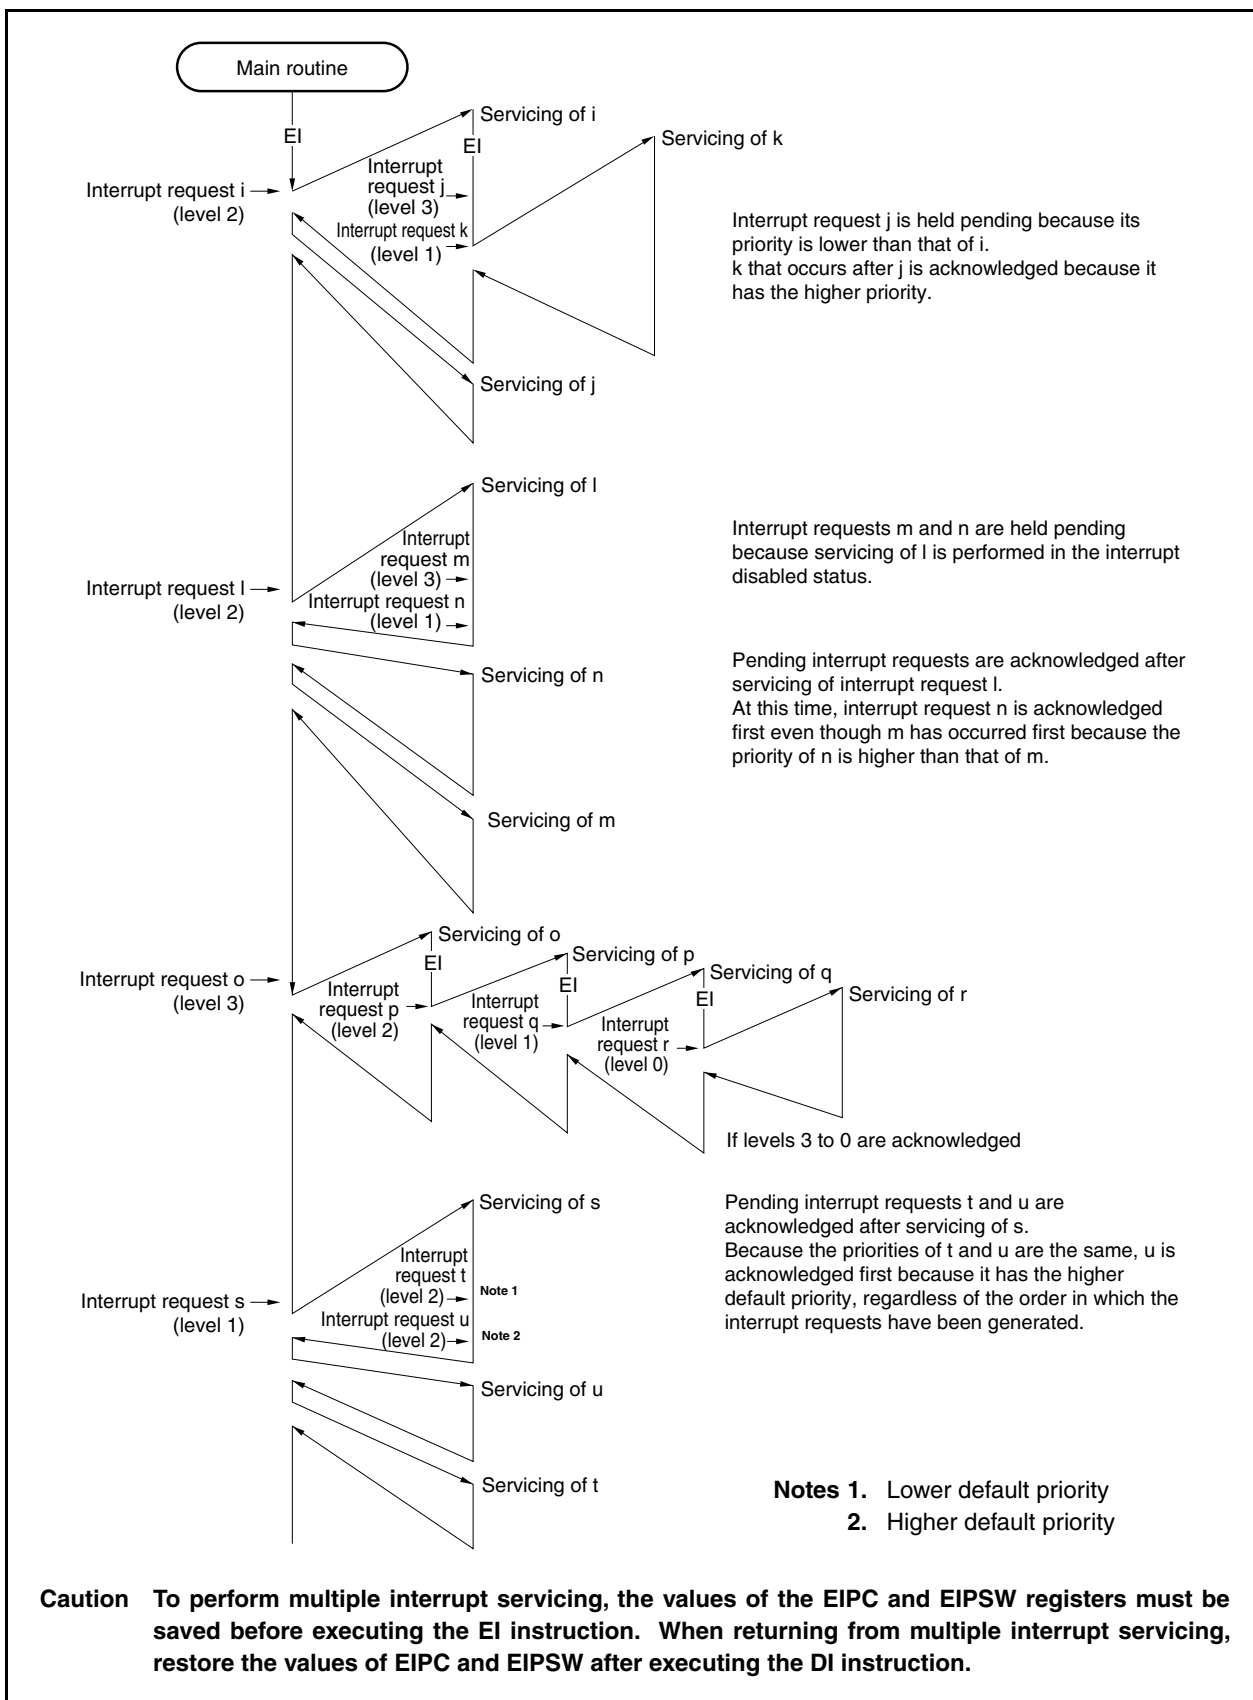 Main routine
EI
Servicing of i
EI
Servicing of k
Interrupt request i
(level 2)
Interrupt
request j
(level 3)
Interrupt request k
(level 1)
Interrupt request j is held pending because its
priority is lower than that of i.
k that occurs after j is acknowledged because it
has the higher priority.
Servicing of j
Servicing of l
Interrupt request l
(level 2)
Interrupt
request m
(level 3)
Interrupt request n
(level 1)
Interrupt requests m and n are held pending
because servicing of l is performed in the interrupt
disabled status.
Servicing of n
Pending interrupt requests are acknowledged after
servicing of interrupt request l.
At this time, interrupt request n is acknowledged
first even though m has occurred first because the
priority of n is higher than that of m.
Servicing of m
Interrupt request o
(level 3)
Servicing of o
EI
Interrupt
request p
(level 2)
Servicing of p
EI
Interrupt
request q
(level 1)
Servicing of q
EI
Interrupt
request r
(level 0)
Servicing of r
If levels 3 to 0 are acknowledged
Servicing of s
Interrupt request s
(level 1)
Interrupt
request t
(level 2)
Note 1
Interrupt request u
(level 2)
Note 2
Pending interrupt requests t and u are
acknowledged after servicing of s.
Because the priorities of t and u are the same, u is
acknowledged first because it has the higher
default priority, regardless of the order in which the
interrupt requests have been generated.
Servicing of u
Servicing of t
Notes 1. Lower default priority
2. Higher default priority
Caution To perform multiple interrupt servicing, the values of the EIPC and EIPSW registers must be
saved before executing the EI instruction. When returning from multiple interrupt servicing,
restore the values of EIPC and EIPSW after executing the DI instruction.